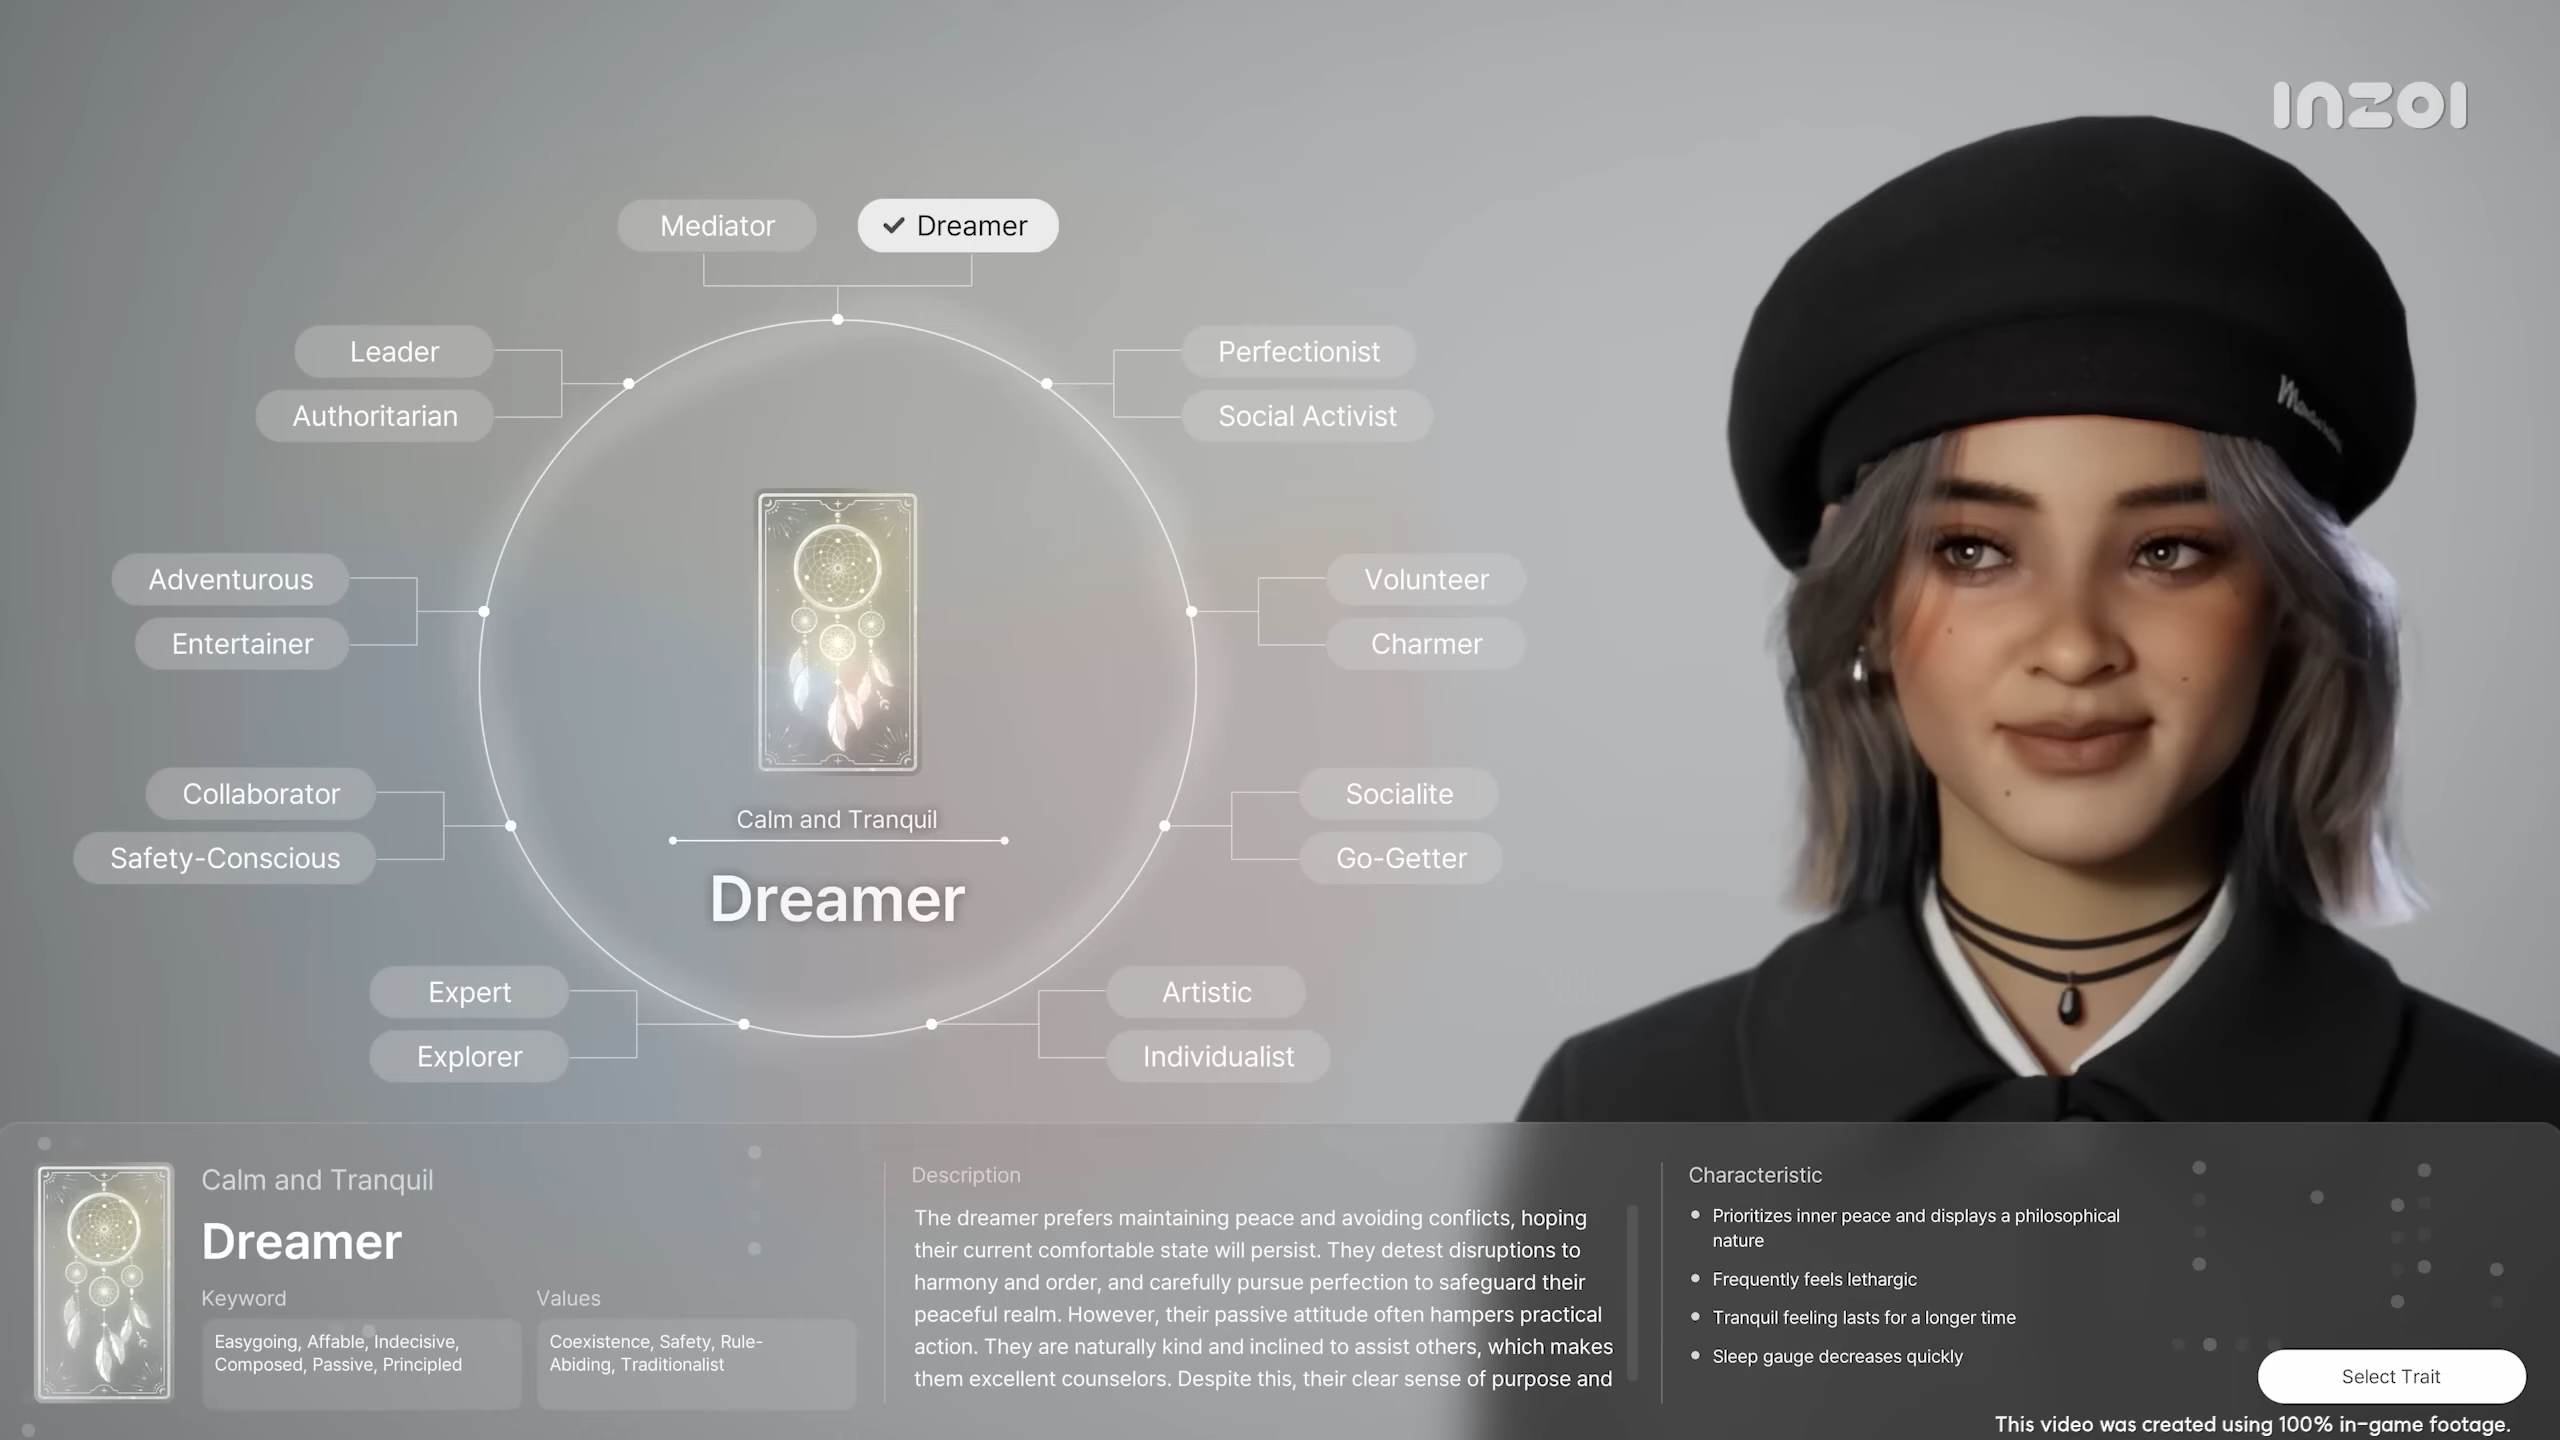 INZOI
Mediator
Dreamer
Leader
Authoritarian
Perfectionist
Social Activist
Adventurous
Entertainer
Volunteer
Charmer
Collaborator
Safety-Conscious
Socialite
Go-Getter
Calm and Tranquil
Dreamer
Expert
Explorer
Artistic
Individualist
Calm and Tranquil
Dreamer
Keyword
Easygoing, Affable, Indecisive,
Composed, Passive, Principled
Values
Coexistence, Safety, Rule-
Abiding, Traditionalist
Description
The dreamer prefers maintaining peace and avoiding conflicts, hoping
their current comfortable state will persist. They detest disruptions to
harmony and order, and carefully pursue perfection to safeguard their
peaceful realm. However, their passive attitude often hampers practical
action. They are naturally kind and inclined to assist others, which makes
them excellent counselors. Despite this, their clear sense of purpose and
Characteristic
Prioritizes inner peace and displays a philosophical
nature
Frequently feels lethargic
Tranquil feeling lasts for a longer time
Sleep gauge decreases quickly
Select Trait
This video was created using 100% in-game footage.